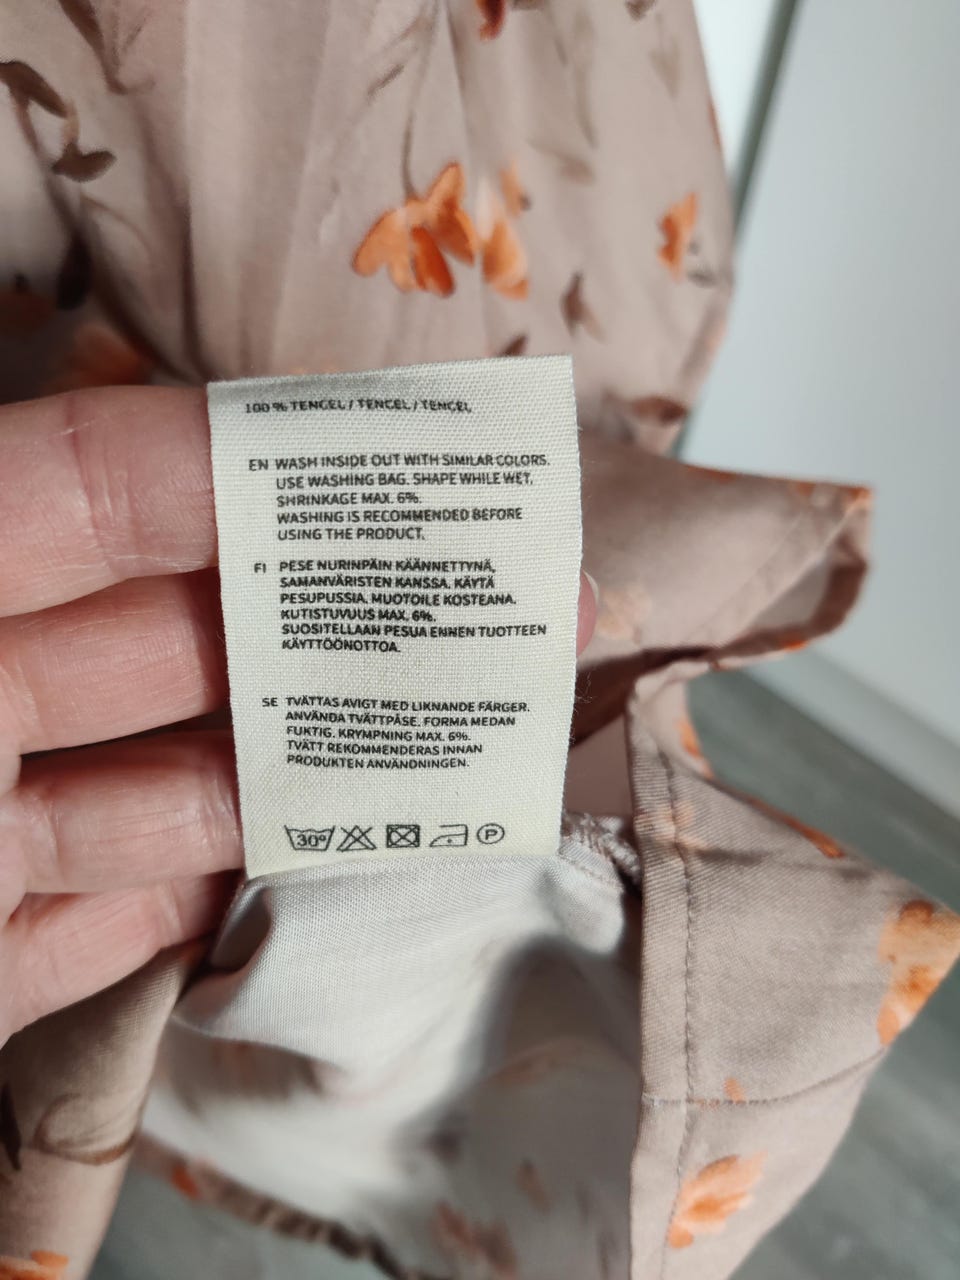 100 % TENCEL / TENCEL / TENCEL
EN WASH INSIDE OUT WITH SIMILAR COLORS.
USE WASHING BAG. SHAPE WHILE WET.
SHRINKAGE MAX. 6%.
WASHING IS RECOMMENDED BEFORE
USING THE PRODUCT.
FI PESE NURINPÄIN KÄÄNNETTYNÄ,
SAMANVÄRISTEN KANSSA. KÄYTÄ
PESUPUSSIA. MUOTOILE KOSTEANA.
KUTISTUVUUS MAX. 6%.
SUOSITELLAAN PESUA ENNEN TUOTTEEN
KÄYTTÖÖNOTTOA.
SE TVÄTTAS AVIGT MED LIKNANDE FÄRGER.
ANVÄNDA TVÄTTPÅSE. FORMA MEDAN
FUKTIG. KRYMPNING MAX. 6%.
TVÄTT REKOMMENDERAS INNAN
PRODUKTEN ANVÄNDNINGEN.
30° P